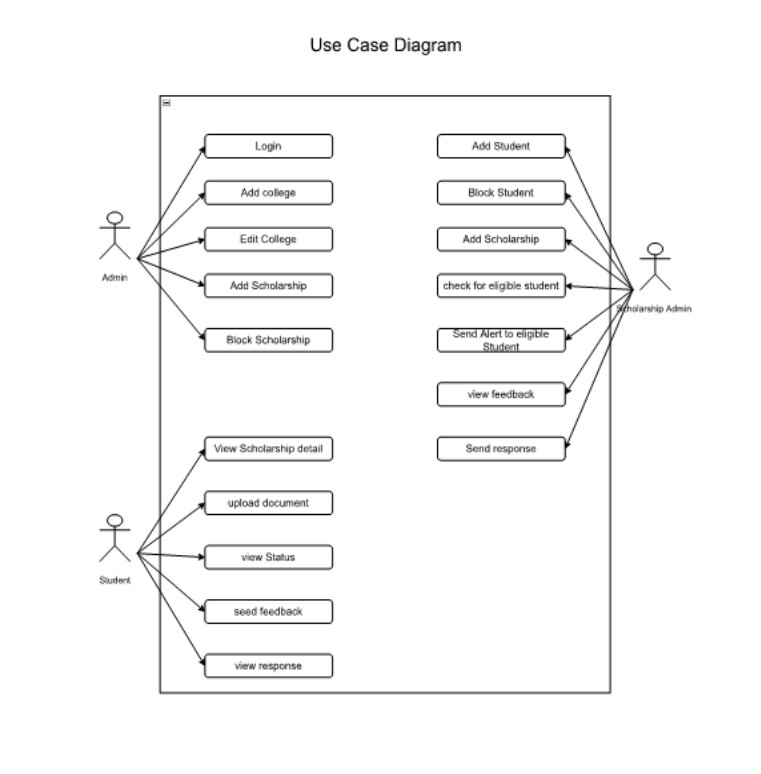 Use Case Diagram
Login
Add college
Edit College
Add Scholarship
Block Scholarship
Admin
View Scholarship detail
upload document
view Status
seed feedback
view response
Student
Add Student
Block Student
Add Scholarship
check for eligible student
Send Alert to eligible
Student
view feedback
Send response
Scholarship Admin